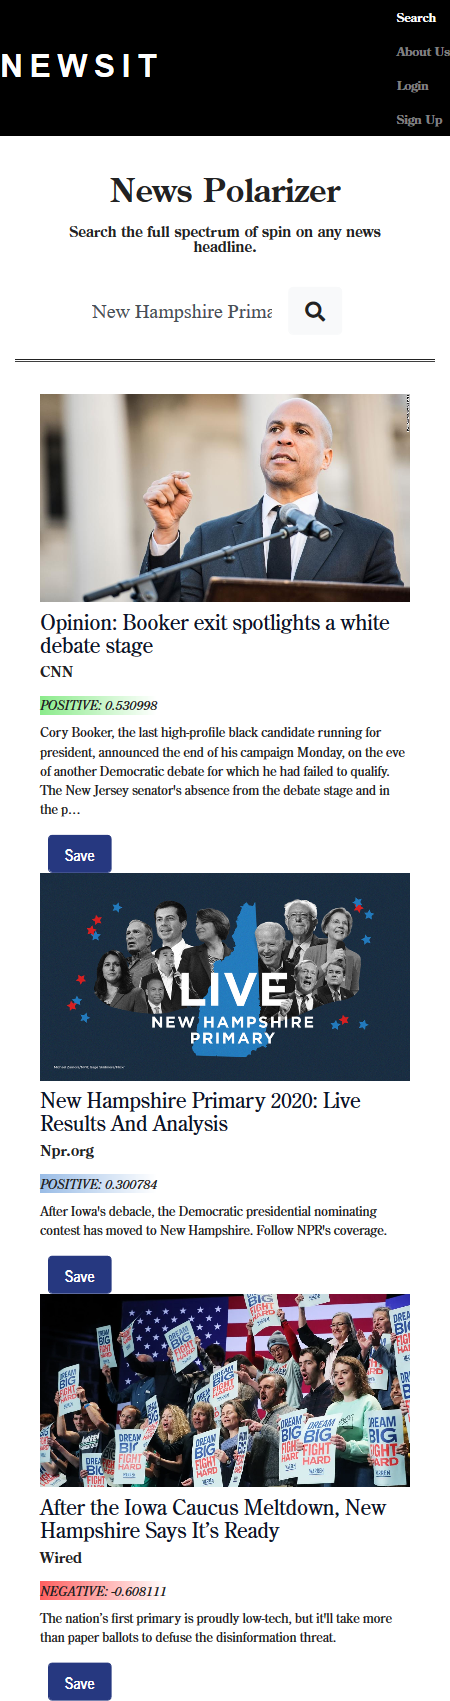 Search
NEWSIT
About Us
Login
Sign Up
News Polarizer
Search the full spectrum of spin on any news
headline.
New Hampshire Prima
Opinion: Booker exit spotlights a white
debate stage
CNN
POSITIVE: 0.530998
Cory Booker, the last high-profile black candidate running for
president, announced the end of his campaign Monday, on the eve
of another Democratic debate for which he had failed to qualify.
The New Jersey senator's absence from the debate stage and in
the p…
Save
LIVE
NEW HAMPSHIRE
PRIMARY
New Hampshire Primary 2020: Live
Results And Analysis
Npr.org
POSITIVE: 0.300784
After Iowa's debacle, the Democratic presidential nominating
contest has moved to New Hampshire. Follow NPR's coverage.
Save
DREAM
BIG
FIGHT
HARD
After the Iowa Caucus Meltdown, New
Hampshire Says It’s Ready
Wired
NEGATIVE: -0.608111
The nation’s first primary is proudly low-tech, but it'll take more
than paper ballots to defuse the disinformation threat.
Save